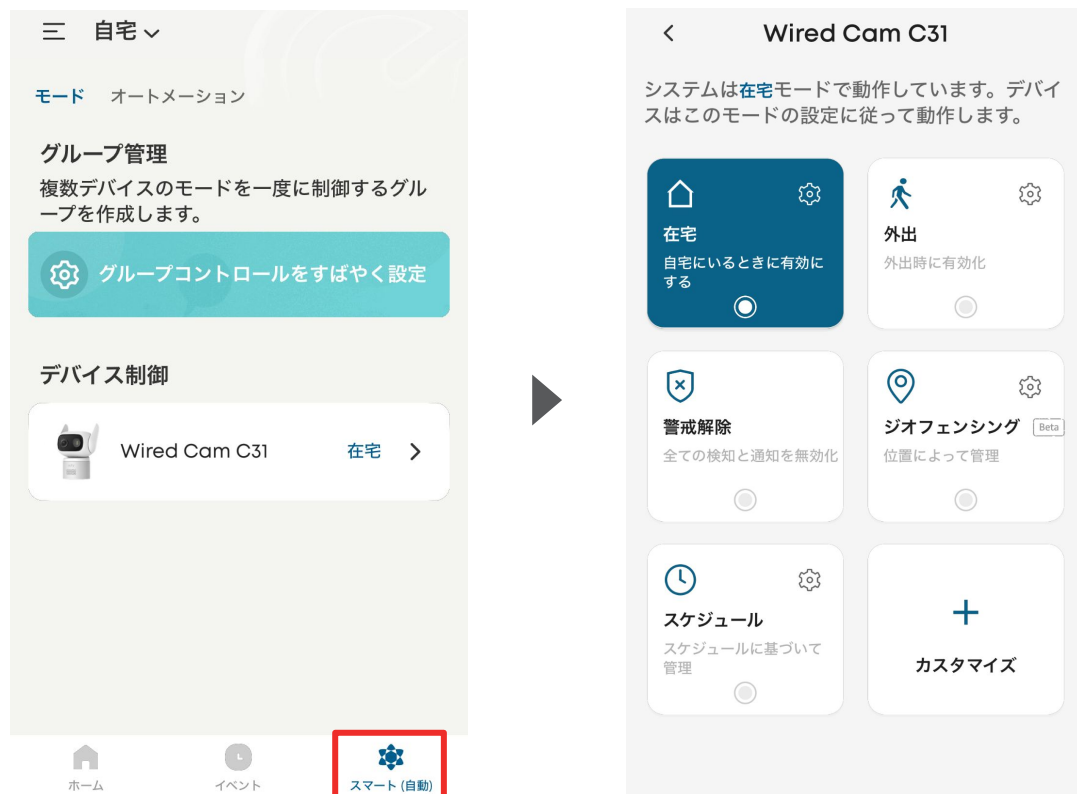 自宅
モード オートメーション
グループ管理
複数デバイスのモードを一度に制御するグル
ープを作成します。
グループコントロールをすばやく設定
デバイス制御
Wired Cam C31 在宅
ホーム イベント スマート (自動)
Wired Cam C31
システムは在宅モードで動作しています。デバイ
スはこのモードの設定に従って動作します。
在宅
自宅にいるときに有効に
する
外出
外出時に有効化
警戒解除
全ての検知と通知を無効化
ジオフェンシング Beta
位置によって管理
スケジュール
スケジュールに基づいて
管理
カスタマイズ